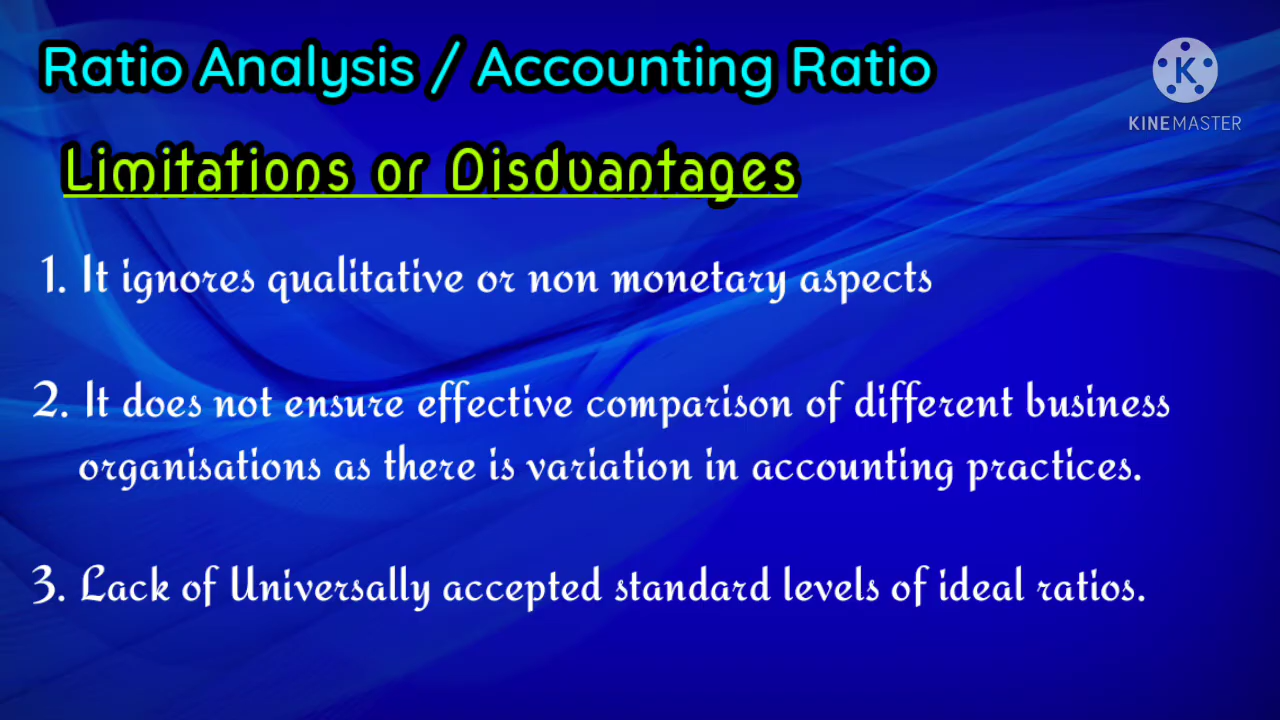 Ratio Analysis / Accounting Ratio
KINEMASTER
Limitations or Disdvantages
1. It ignores qualitative or non monetary aspects
2. It does not ensure effective comparison of different business
organisations as there is variation in accounting practices.
3. Lack of Universally accepted standard levels of ideal ratios.